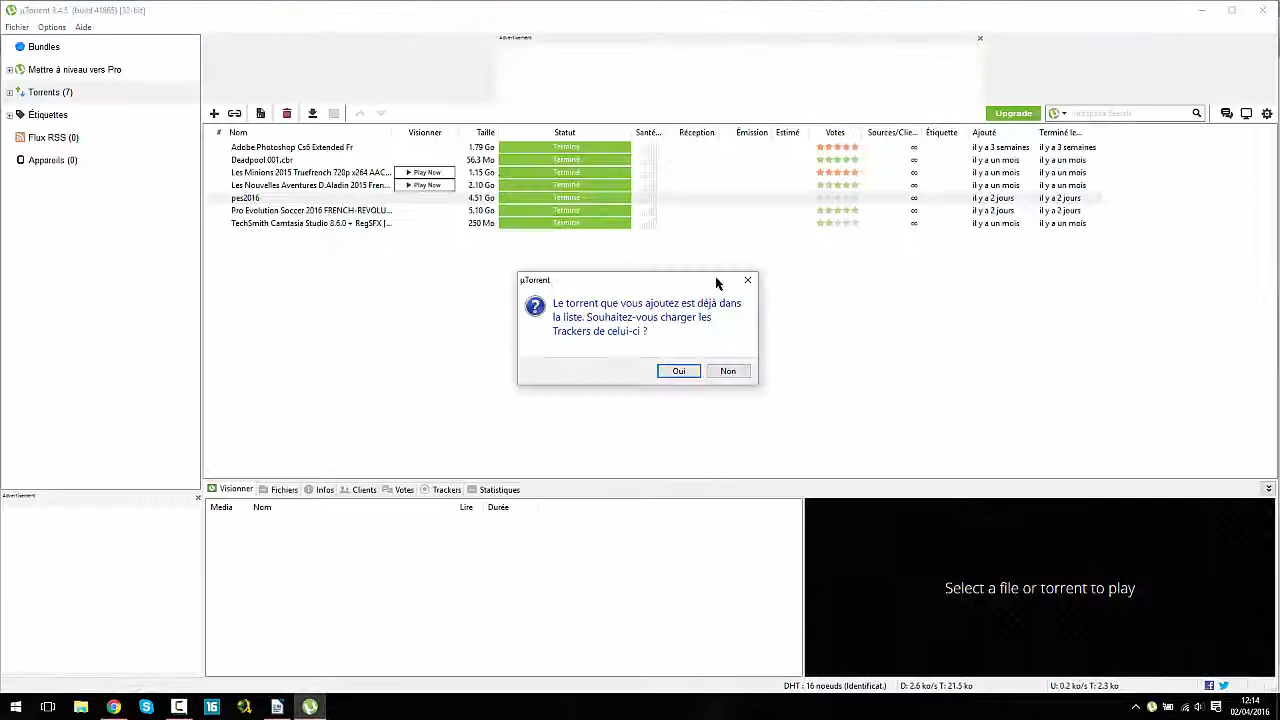 µTorrent 3.4.5 (build 41865) [32-bit]
Fichier Options Aide
Bundles
Mettre à niveau vers Pro
Torrents (7)
Étiquettes
Flux RSS (0)
Appareils (0)
Advertisement
Upgrade
# Nom Visionner Taille Statut Santé... Réception Émission Estimé Votes Sources/Clie... Étiquette Ajouté Terminé le...
Adobe Photoshop Cs6 Extended Fr 1.79 Go Terminé ∞ il y a 3 semaines il y a 3 semaines
Deadpool 001.cbr 56.3 Mo Terminé ∞ il y a un mois il y a un mois
Les Minions 2015 Truefrench 720p x264 AAC... Play Now 1.15 Go Terminé ∞ il y a un mois il y a un mois
Les Nouvelles Aventures D.Aladin 2015 Fren... Play Now 2.10 Go Terminé ∞ il y a un mois il y a un mois
pes2016 4.51 Go Terminé ∞ il y a 2 jours il y a 2 jours
Pro Evolution Soccer 2016 FRENCH-REVOLU... 5.10 Go Terminé ∞ il y a 2 jours il y a 2 jours
TechSmith Camtasia Studio 8.6.0 + RegSFX [... 250 Mo Terminé ∞ il y a un mois il y a un mois
µTorrent
Le torrent que vous ajoutez est déjà dans
la liste. Souhaitez-vous charger les
Trackers de celui-ci ?
Oui Non
Advertisement
Visionner Fichiers Infos Clients Votes Trackers Statistiques
Media Nom Lire Durée
Select a file or torrent to play
DHT : 16 noeuds (Identificat.) D: 2.6 ko/s T: 21.5 ko U: 0.2 ko/s T: 2.3 ko
16
12:14
02/04/2016